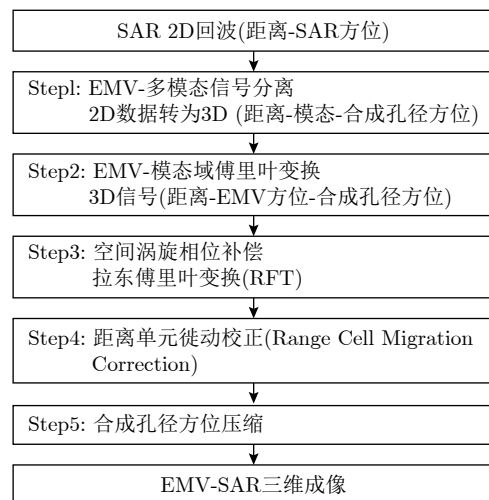 SAR 2D回波(距离-SAR方位)
Stepl: EMV-多模态信号分离
2D数据转为3D (距离-模态-合成孔径方位)
Step2: EMV-模态域傅里叶变换
3D信号(距离-EMV方位-合成孔径方位)
Step3: 空间涡旋相位补偿
拉东傅里叶变换(RFT)
Step4: 距离单元徙动校正(Range Cell Migration
Correction)
Step5: 合成孔径方位压缩
EMV-SAR三维成像